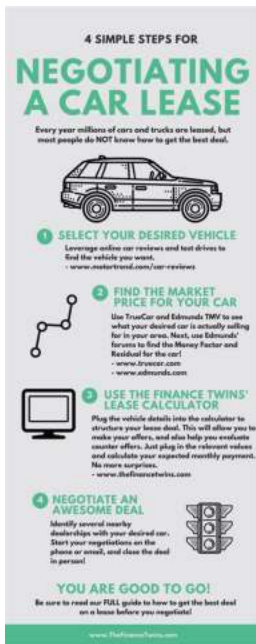 4 SIMPLE STEPS FOR
NEGOTIATING
A CAR LEASE
Every year millions of cars and trucks are leased, but
most people do NOT know how to get the best deal.
1 SELECT YOUR DESIRED VEHICLE
Leverage online car reviews and test drives to
find the vehicle you want.
- www.motortrend.com/car-reviews
2 FIND THE MARKET
PRICE FOR YOUR CAR
Use TrueCar and Edmunds TMV to see
what your desired car is actually selling
for in your area. Next, use Edmunds'
forums to find the Money Factor and
Residual for the car!
- www.truecar.com
- www.edmunds.com
3 USE THE FINANCE TWINS'
LEASE CALCULATOR
Plug the vehicle details into the calculator to
structure your lease deal. This will allow you to
make your offers, and also help you evaluate
counter offers. Just plug in the relevant values
and calculate your expected monthly payment.
No more surprises.
- www.thefinancetwins.com
4 NEGOTIATE AN
AWESOME DEAL
Identify several nearby
dealerships with your desired car.
Start your negotiations on the
phone or email, and close the deal
in person!
YOU ARE GOOD TO GO!
Be sure to read our FULL guide to how to get the best deal
on a lease before you negotiate!
www.TheFinanceTwins.com